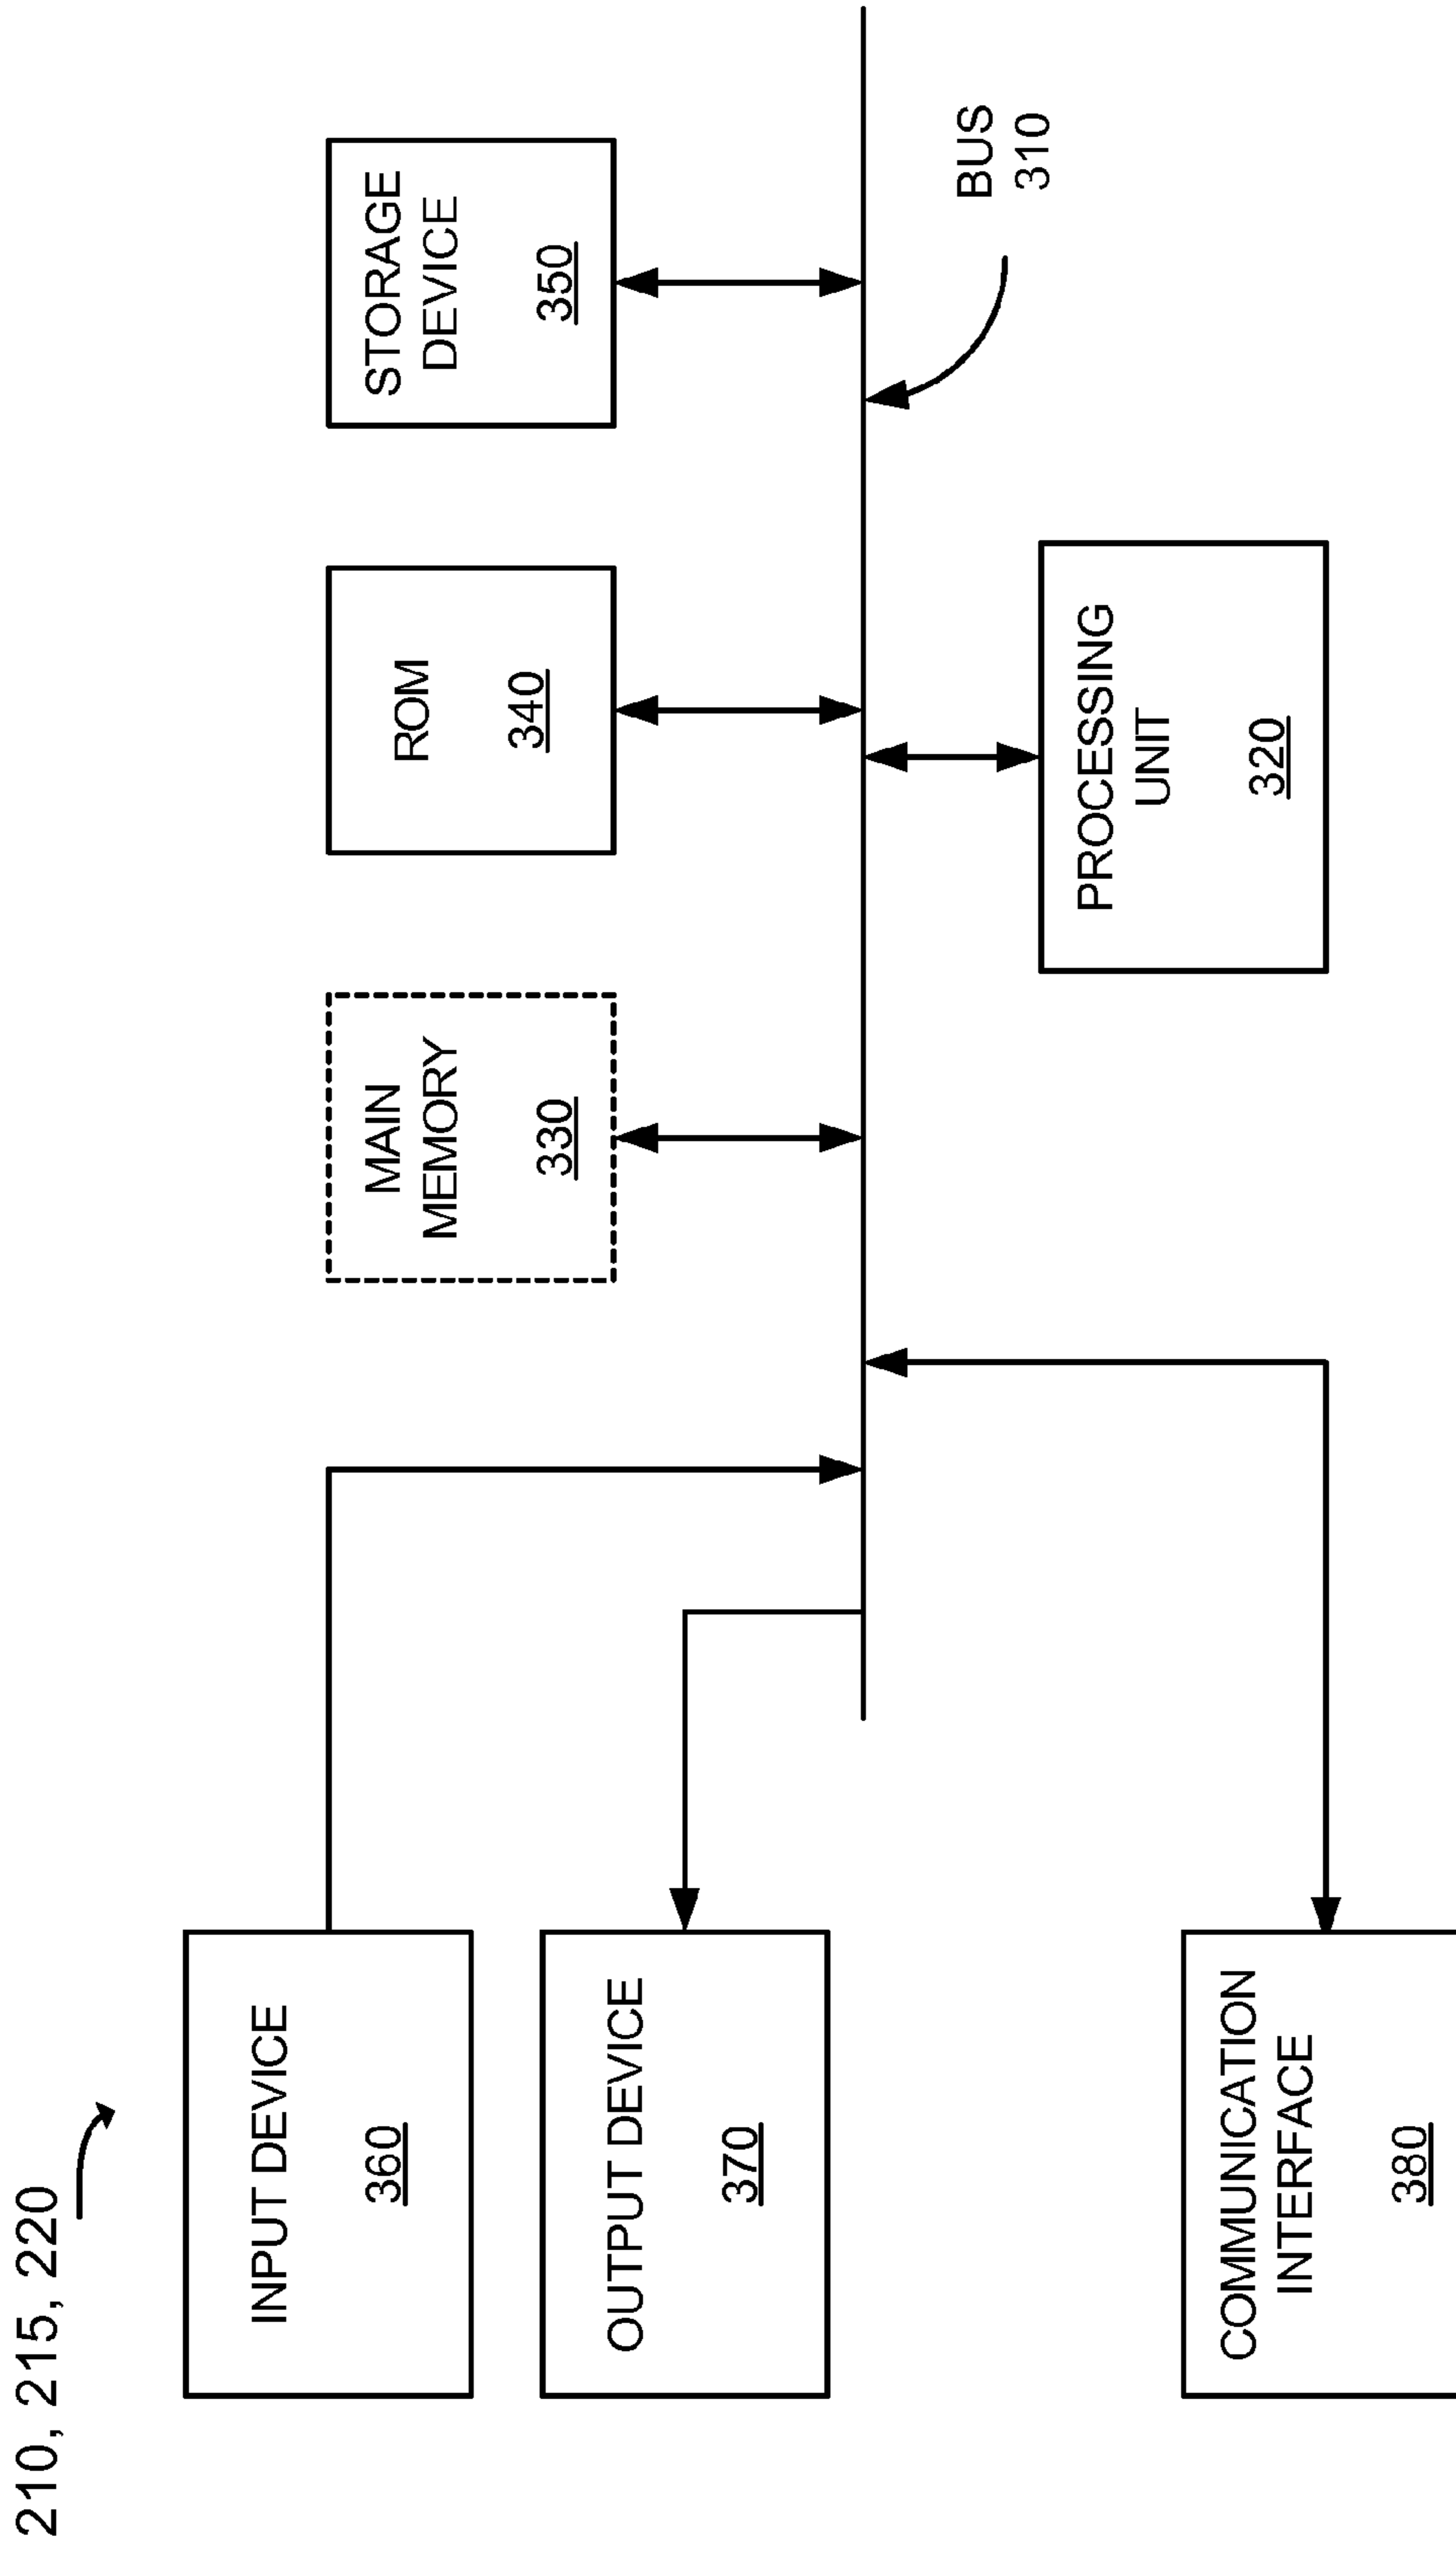 210, 215, 220
INPUT DEVICE
360
OUTPUT DEVICE
370
COMMUNICATION
INTERFACE
380
MAIN
MEMORY
330
ROM
340
STORAGE
DEVICE
350
PROCESSING
UNIT
320
BUS
310